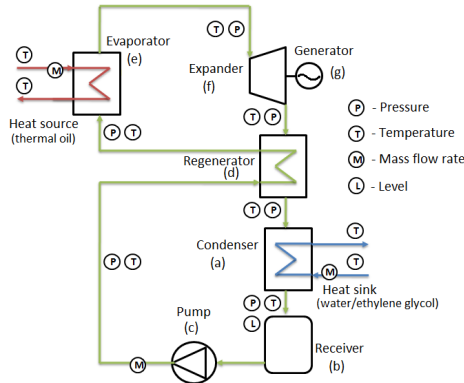 Evaporator
(e)
T
P
T
M
T
Heat source
(thermal oil)
Expander
(f)
Generator
(g)
P - Pressure
T - Temperature
M - Mass flow rate
L - Level
P T
T P
Regenerator
(d)
T P
Condenser
(a)
T
T
M
Heat sink
(water/ethylene glycol)
P T
P T
L
Pump
(c)
M
Receiver
(b)